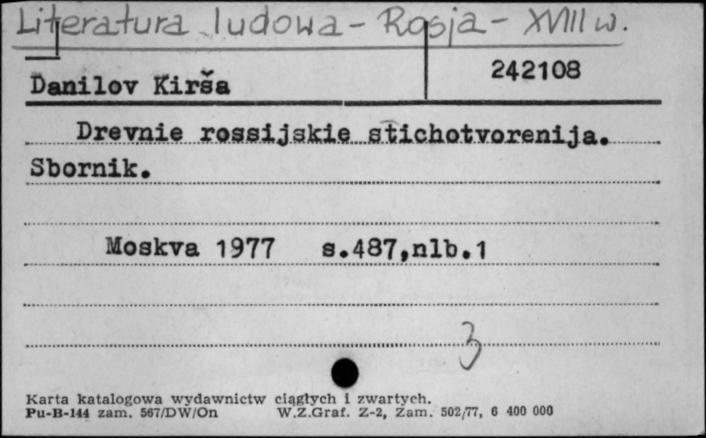 Literatura ludowa - Rosja - XVIII w.
242108
Danilov Kirša
Drevnie rossijskie stichotvorenija.
Sbornik.
Moskva 1977 s.487,nlb.1
3
Karta katalogowa wydawnictw ciągłych i zwartych.
Pu-B-144 zam. 567/DW/On W.Z.Graf. Z-2, Zam. 502/77, 6 400 000